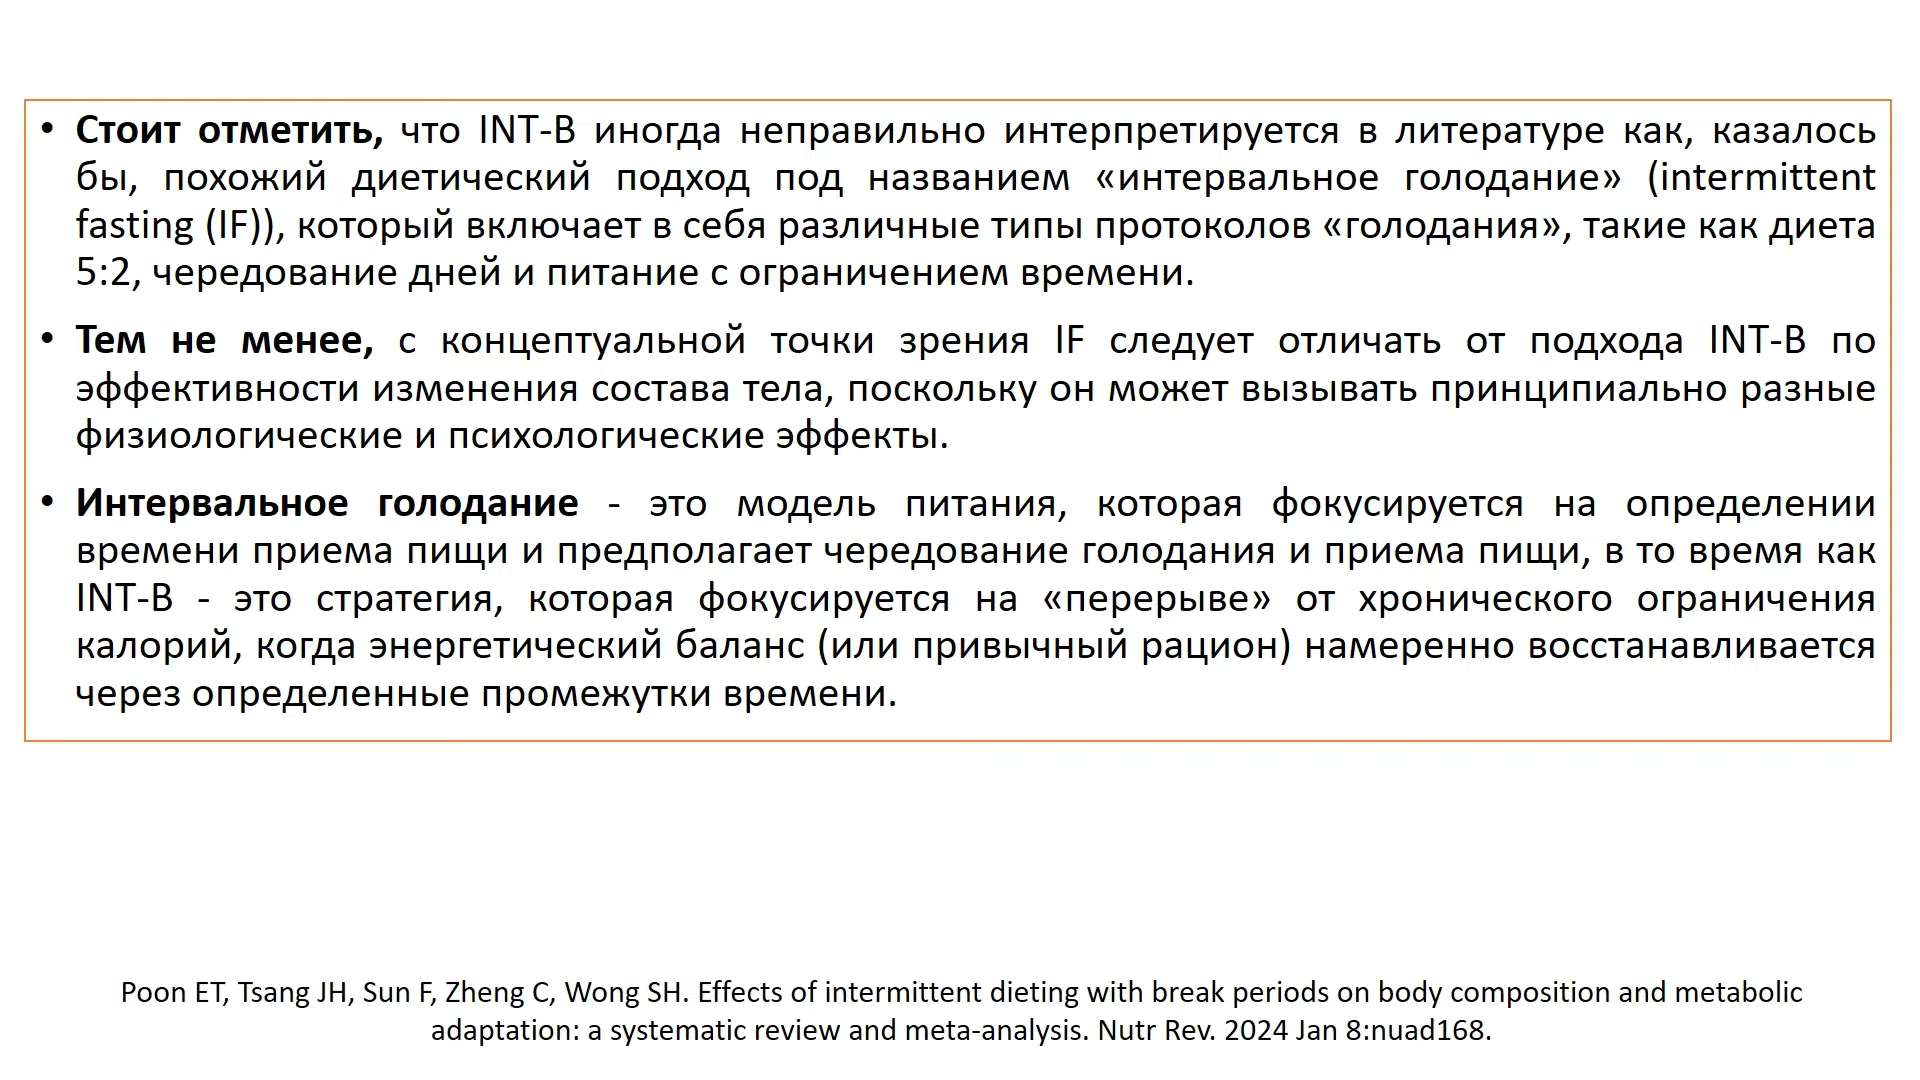 • Стоит отметить, что INT-B иногда неправильно интерпретируется в литературе как, казалось
бы, похожий диетический подход под названием «интервальное голодание» (intermittent
fasting (IF)), который включает в себя различные типы протоколов «голодания», такие как диета
5:2, чередование дней и питание с ограничением времени.
• Тем не менее, с концептуальной точки зрения IF следует отличать от подхода INT-B по
эффективности изменения состава тела, поскольку он может вызывать принципиально разные
физиологические и психологические эффекты.
• Интервальное голодание - это модель питания, которая фокусируется на определении
времени приема пищи и предполагает чередование голодания и приема пищи, в то время как
INT-B - это стратегия, которая фокусируется на «перерыве» от хронического ограничения
калорий, когда энергетический баланс (или привычный рацион) намеренно восстанавливается
через определенные промежутки времени.
Poon ET, Tsang JH, Sun F, Zheng C, Wong SH. Effects of intermittent dieting with break periods on body composition and metabolic
adaptation: a systematic review and meta-analysis. Nutr Rev. 2024 Jan 8:nuad168.